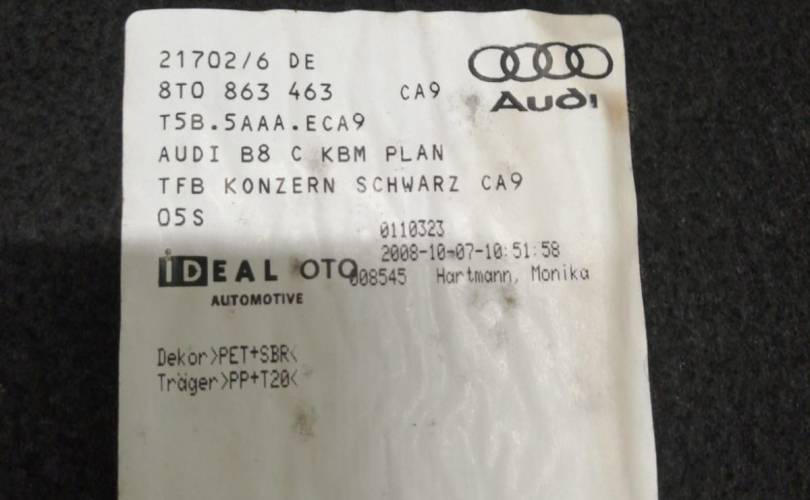 21702/6 DE
8T0 863 463 CA9
Audi
T5B.5AAA.ECA9
AUDI B8 C KBM PLAN
TFB KONZERN SCHWARZ CA9
05S
0110323
2008-10-07-10:51:58
IDEAL OTO
008545 Hartmann, Monika
AUTOMOTIVE
Dekor>PET+SBR<
Träger>PP+T20<